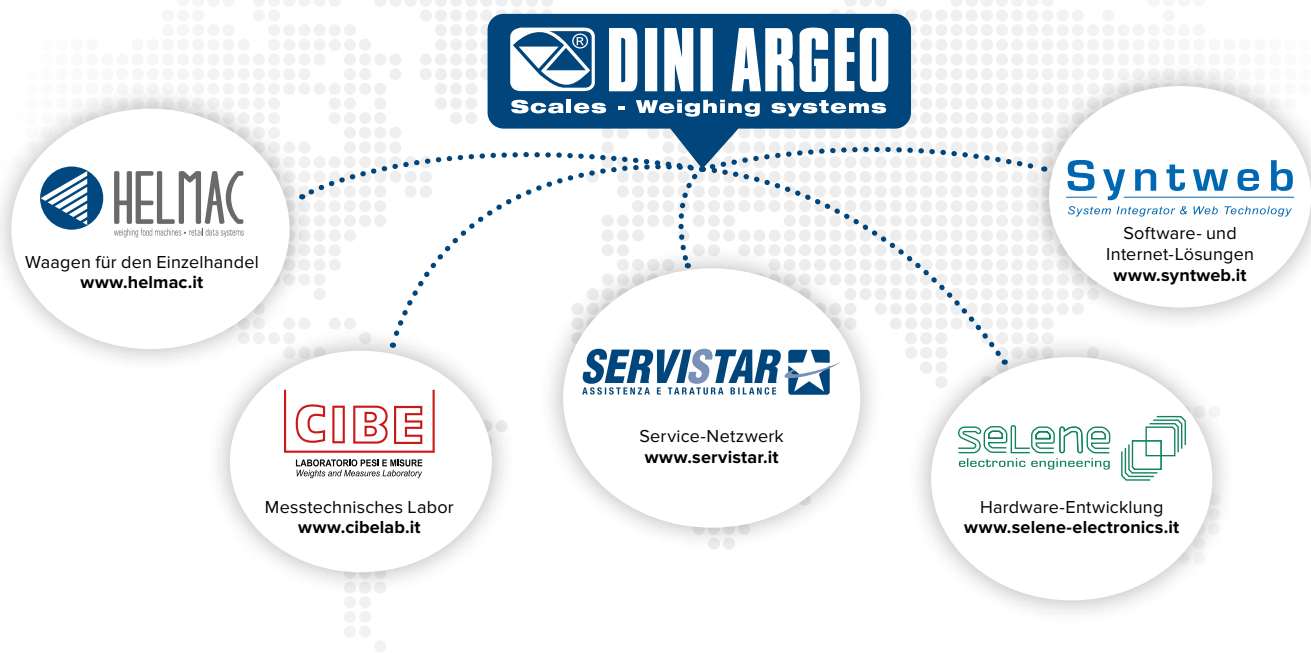 DINI ARGEO
®
Scales - Weighing systems
HELMAC
weighing food machines • retail data systems
Waagen für den Einzelhandel
www.helmac.it
CIBE
LABORATORIO PESI E MISURE
Weights and Measures Laboratory
Messtechnisches Labor
www.cibelab.it
SERVISTAR
ASSISTENZA E TARATURA BILANCE
Service-Netzwerk
www.servistar.it
selene
electronic engineering
Hardware-Entwicklung
www.selene-electronics.it
Syntweb
System Integrator & Web Technology
Software- und
Internet-Lösungen
www.syntweb.it